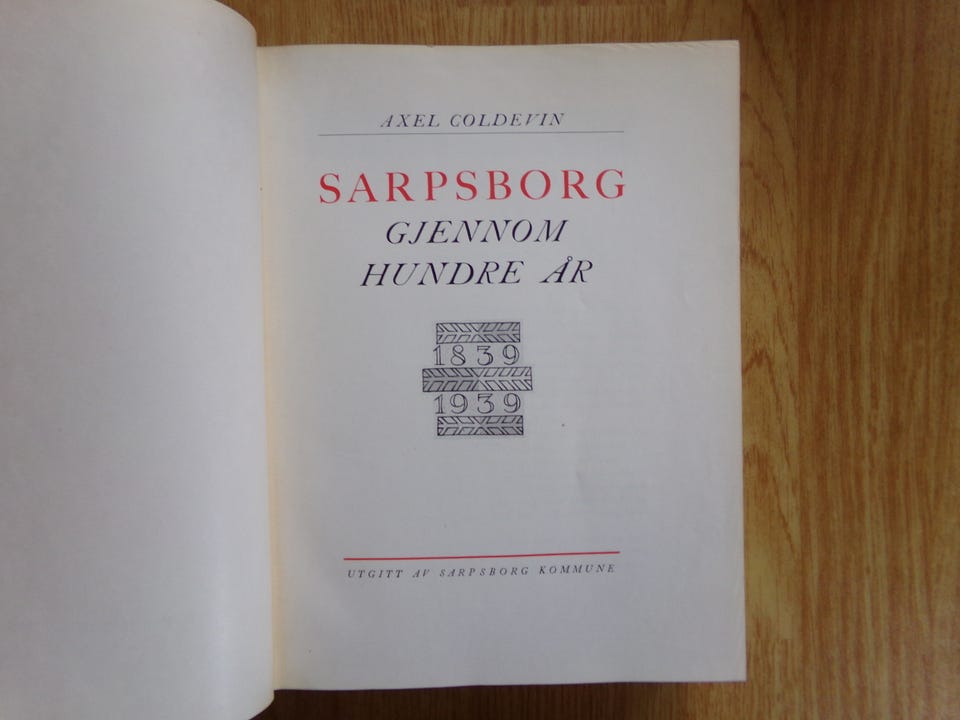 AXEL COLDEVIN
SARPSBORG
GJENNOM
HUNDRE ÅR
1839
1939
UTGITT AV SARPSBORG KOMMUNE